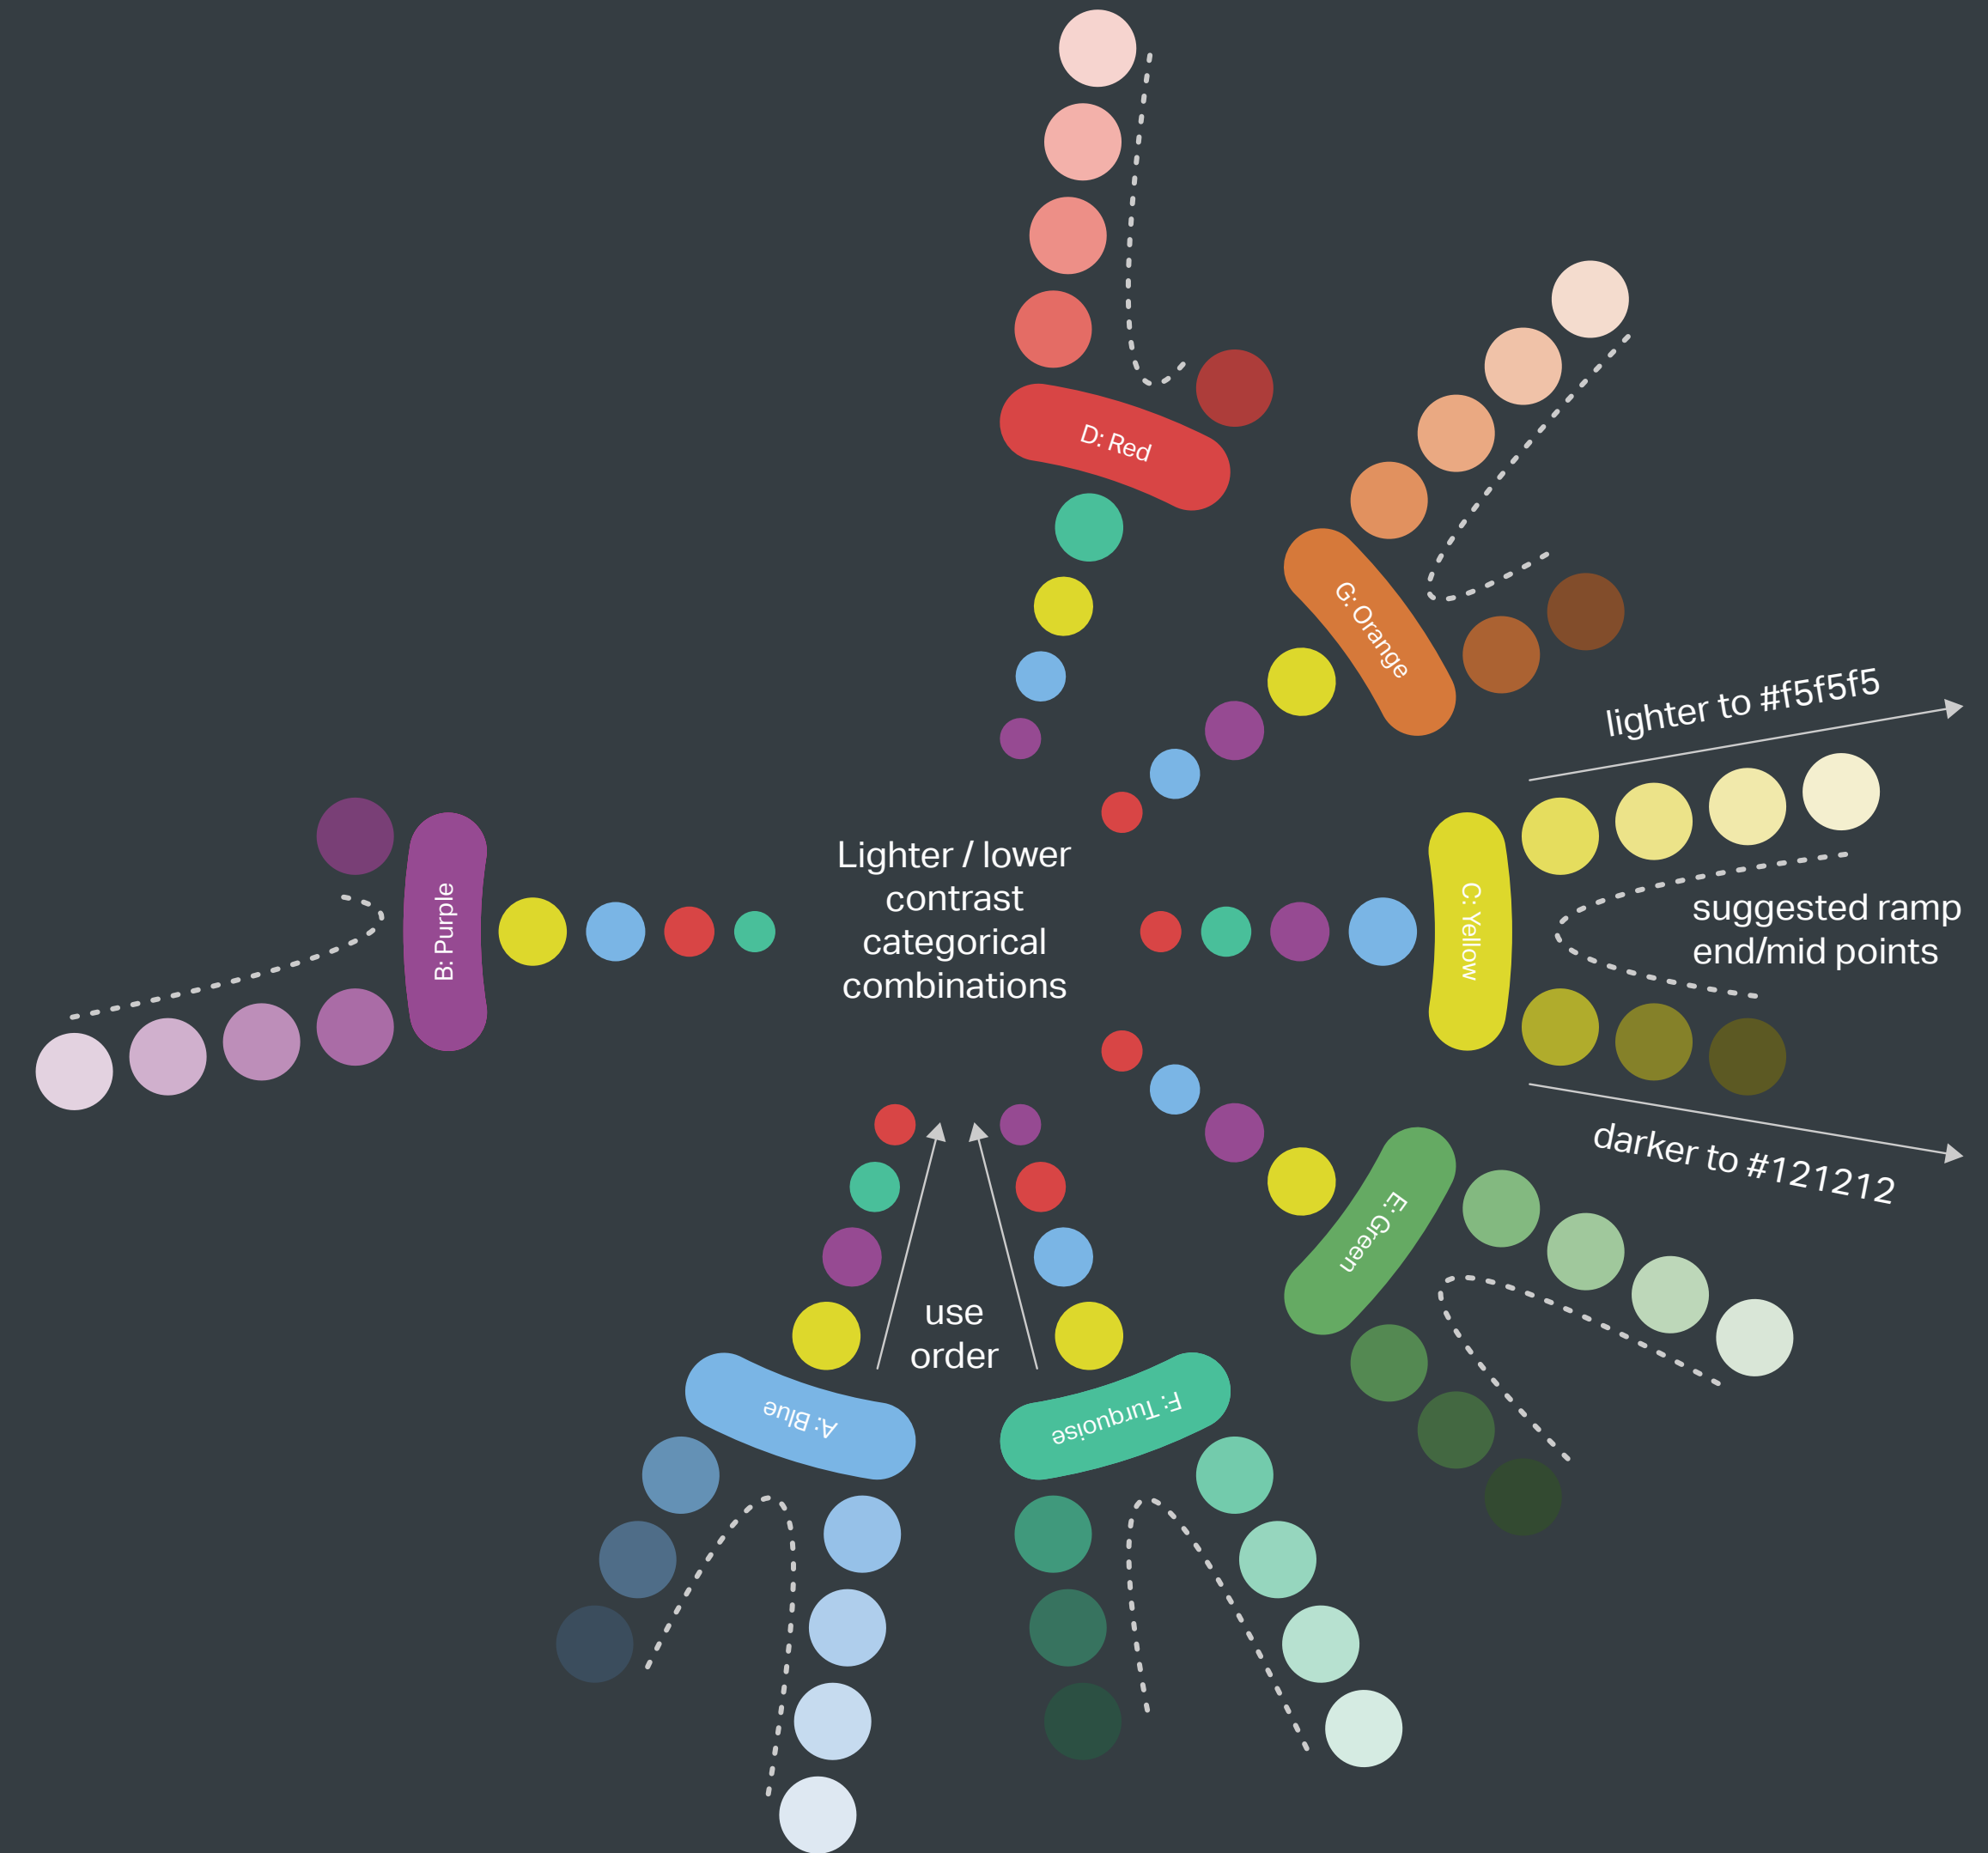 D: Red
G: Orange
lighter to #f5f5f5
Lighter / lower
contrast
categorical
combinations
B: Purple
C: Yellow
suggested ramp
end/mid points
darker to #121212
E: Green
use
order
A: Blue
F: Turquoise